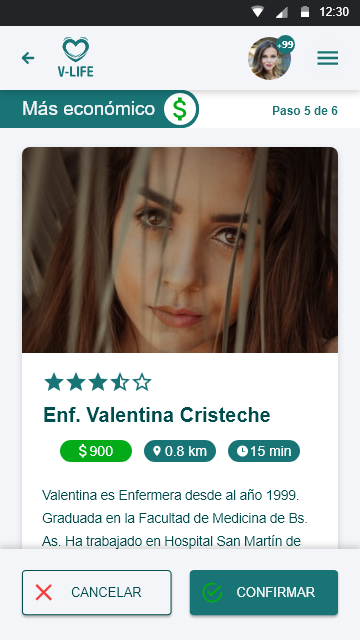 12:30
V-LIFE
+99
Más económico
Paso 5 de 6
Enf. Valentina Cristeche
$ 900
0.8 km
15 min
Valentina es Enfermera desde al año 1999.
Graduada en la Facultad de Medicina de Bs.
As. Ha trabajado en Hospital San Martín de
CANCELAR
CONFIRMAR